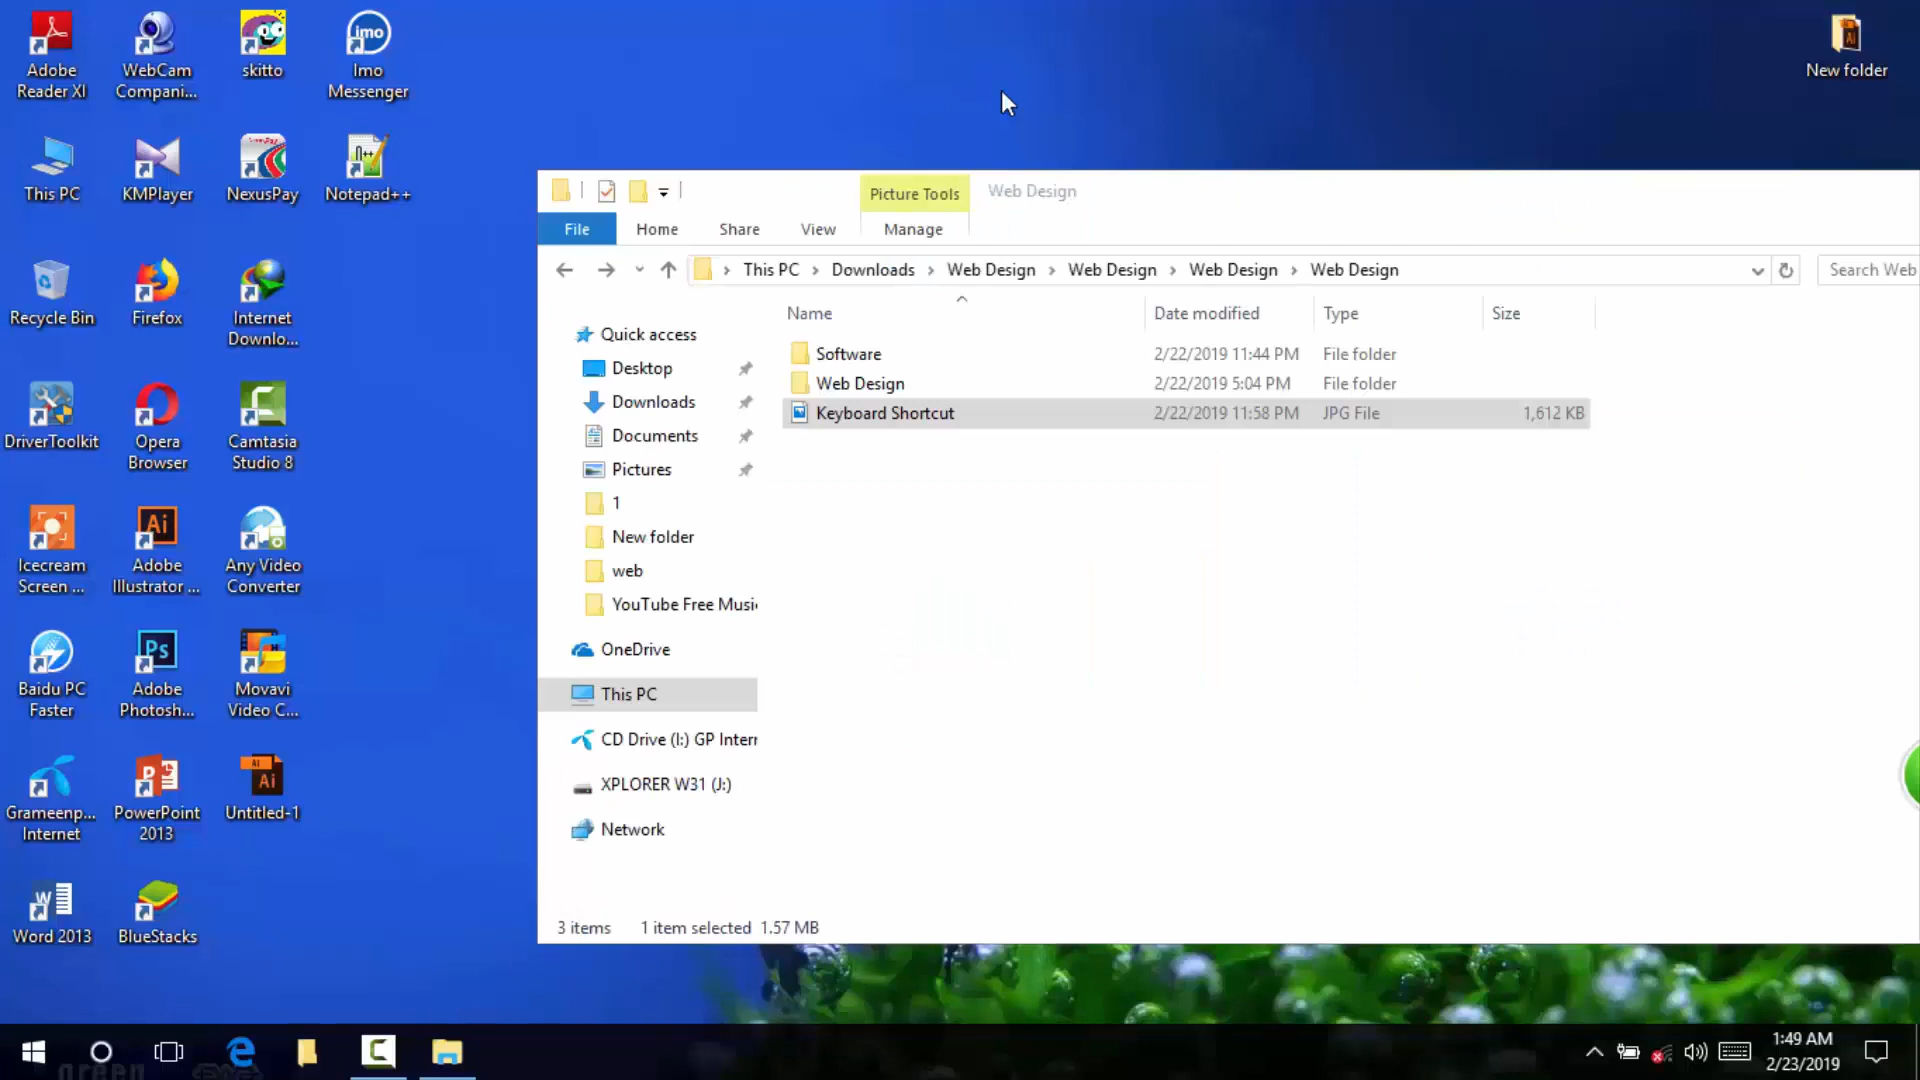 Adobe
Reader XI
WebCam
Compani...
skitto
imo
Imo
Messenger
New folder
This PC
KMPlayer
NexusPay
Notepad++
Recycle Bin
Firefox
Internet
Downlo...
DriverToolkit
Opera
Browser
Camtasia
Studio 8
Icecream
Screen ...
Ai
Adobe
Illustrator ...
Any Video
Converter
Baidu PC
Faster
Ps
Adobe
Photosh...
Movavi
Video C...
Grameenp...
Internet
PowerPoint
2013
Ai
Untitled-1
Word 2013
BlueStacks
Picture Tools
Web Design
File
Home
Share
View
Manage
This PC
Downloads
Web Design
Web Design
Web Design
Web Design
Search Web
Name
Date modified
Type
Size
Software 2/22/2019 11:44 PM File folder
Web Design 2/22/2019 5:04 PM File folder
Keyboard Shortcut 2/22/2019 11:58 PM JPG File 1,612 KB
Quick access
Desktop
Downloads
Documents
Pictures
1
New folder
web
YouTube Free Musi
OneDrive
This PC
CD Drive (I:) GP Inter
XPLORER W31 (J:)
Network
3 items
1 item selected 1.57 MB
1:49 AM
2/23/2019